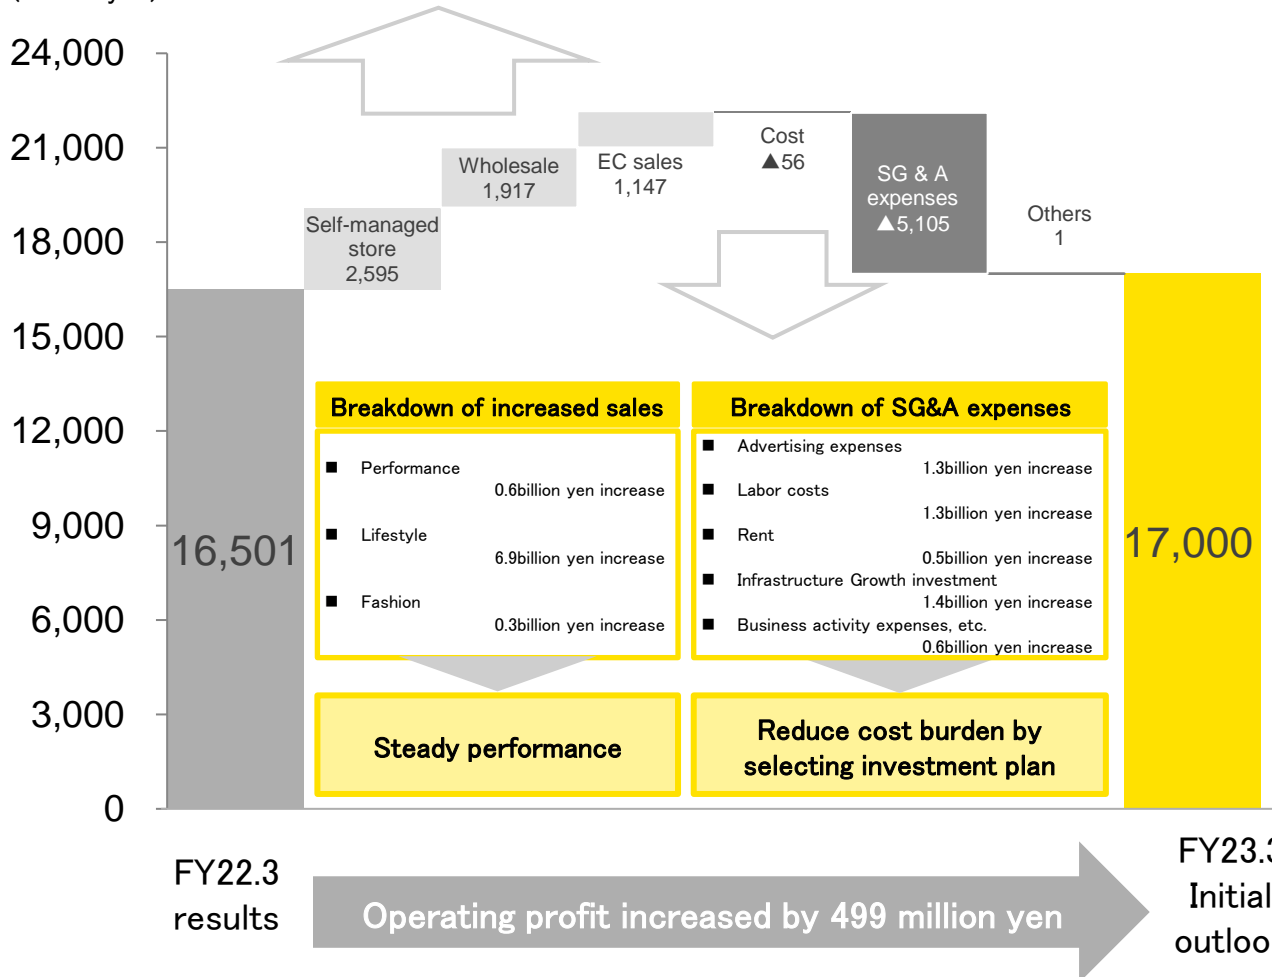 24,000
21,000
18,000
15,000
12,000
9,000
6,000
3,000
0
16,501
Self-managed
store
2,595
Wholesale
1,917
EC sales
1,147
Cost
▲56
SG & A
expenses
▲5,105
Others
1
17,000
Breakdown of increased sales
■ Performance
0.6billion yen increase
■ Lifestyle
6.9billion yen increase
■ Fashion
0.3billion yen increase
Steady performance
Breakdown of SG&A expenses
■ Advertising expenses
1.3billion yen increase
■ Labor costs
1.3billion yen increase
■ Rent
0.5billion yen increase
■ Infrastructure Growth investment
1.4billion yen increase
■ Business activity expenses, etc.
0.6billion yen increase
Reduce cost burden by
selecting investment plan
FY22.3
results
Operating profit increased by 499 million yen
FY23.3
Initial
outloo